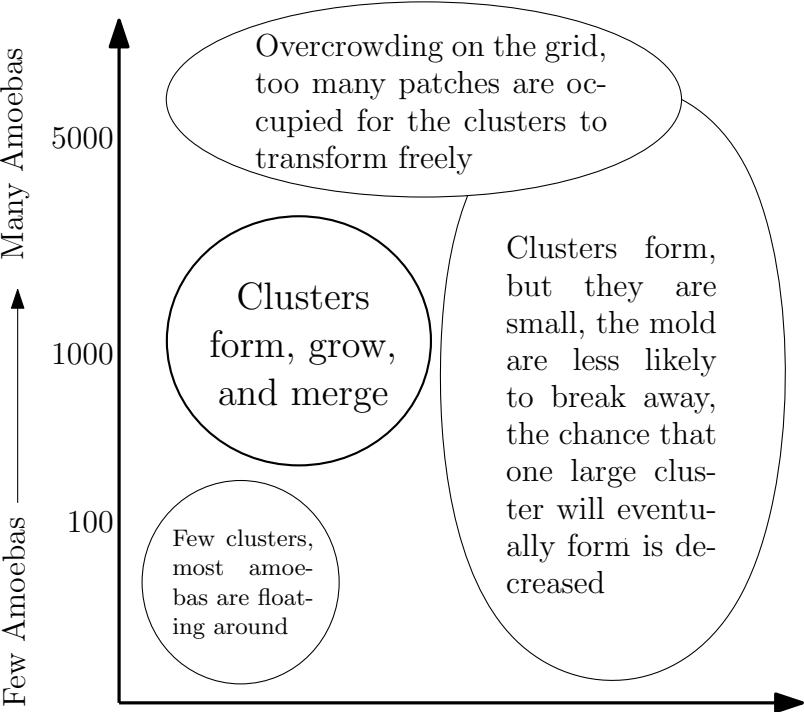 Many Amoebas
Few Amoebas
5000
1000
100
Overcrowding on the grid,
too many patches are oc-
cupied for the clusters to
transform freely
Clusters
form, grow,
and merge
Clusters form,
but they are
small, the mold
are less likely
to break away,
the chance that
one large clus-
ter will eventu-
ally form is de-
creased
Few clusters,
most amoe-
bas are float-
ing around